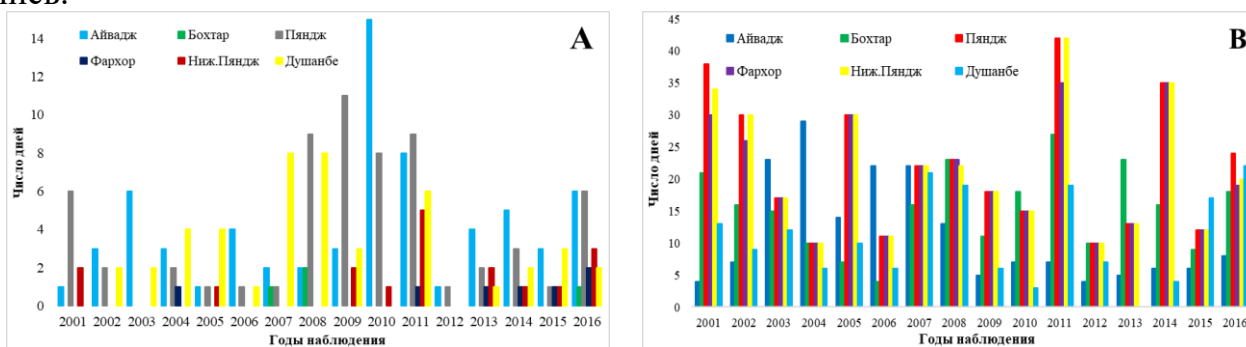 14
12
10
8
6
4
2
0
Число дней
Айвадж Бохтар Пяндж
Фархор Ниж.Пяндж Душанбе
A
2001 2002 2003 2004 2005 2006 2007 2008 2009 2010 2011 2012 2013 2014 2015 2016
Годы наблюдения
45
40
35
30
25
20
15
10
5
0
Число дней
Айвадж Бохтар Пяндж
Фархор Ниж.Пяндж Душанбе
B
2001 2002 2003 2004 2005 2006 2007 2008 2009 2010 2011 2012 2013 2014 2015 2016
Годы наблюдения